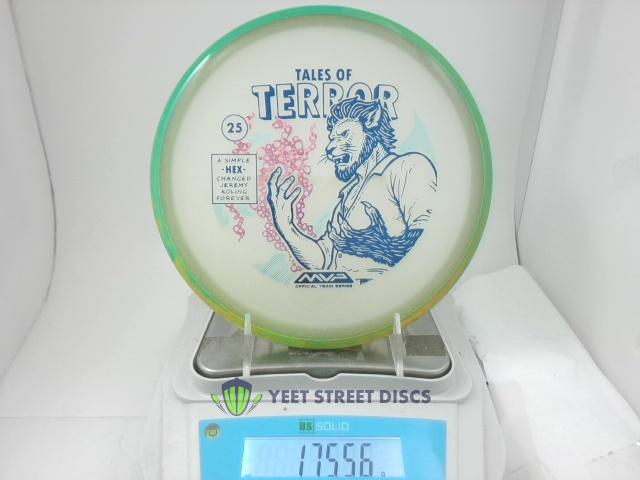 TALES OF
TERROR
25
A SIMPLE
-HEX-
CHANGED
JEREMY
KOLING
FOREVER
MVP
OFFICIAL TEAM SERIES
YEET STREET DISCS
US SOLID
175.56 g